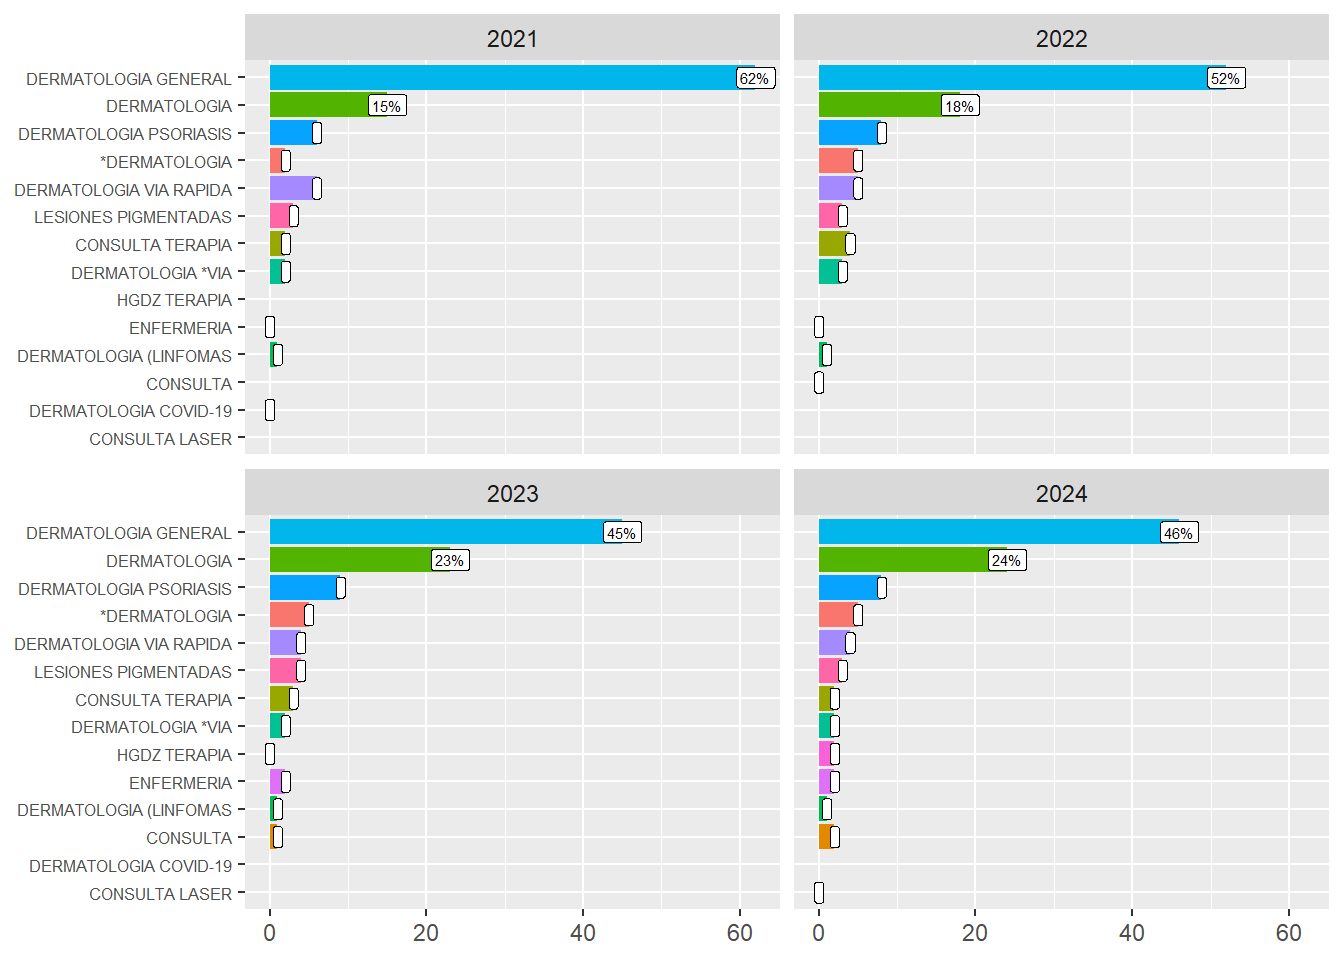 2021
2022
DERMATOLOGIA GENERAL
62%
52%
DERMATOLOGIA
15%
18%
DERMATOLOGIA PSORIASIS
*DERMATOLOGIA
DERMATOLOGIA VIA RAPIDA
LESIONES PIGMENTADAS
CONSULTA TERAPIA
DERMATOLOGIA *VIA
HGDZ TERAPIA
ENFERMERIA
DERMATOLOGIA (LINFOMAS
CONSULTA
DERMATOLOGIA COVID-19
CONSULTA LASER
2023
2024
DERMATOLOGIA GENERAL
45%
46%
DERMATOLOGIA
23%
24%
DERMATOLOGIA PSORIASIS
*DERMATOLOGIA
DERMATOLOGIA VIA RAPIDA
LESIONES PIGMENTADAS
CONSULTA TERAPIA
DERMATOLOGIA *VIA
HGDZ TERAPIA
ENFERMERIA
DERMATOLOGIA (LINFOMAS
CONSULTA
DERMATOLOGIA COVID-19
CONSULTA LASER
0 20 40 60
0 20 40 60